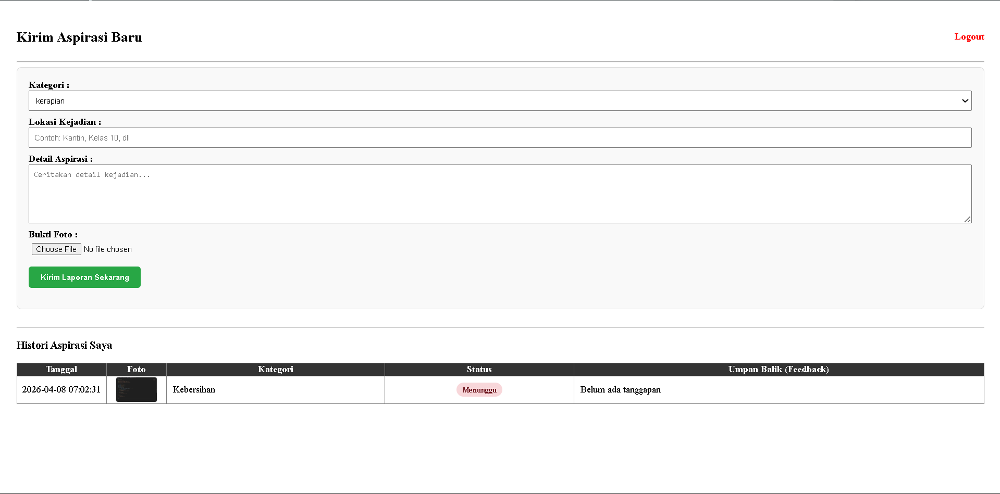 Kirim Aspirasi Baru
Logout
Kategori :
kerapian
Lokasi Kejadian :
Contoh: Kantin, Kelas 10, dll
Detail Aspirasi :
Ceritakan detail kejadian...
Bukti Foto :
Choose File No file chosen
Kirim Laporan Sekarang
Histori Aspirasi Saya
Tanggal Foto Kategori Status Umpan Balik (Feedback)
2026-04-08 07:02:31 Kebersihan Menunggu Belum ada tanggapan